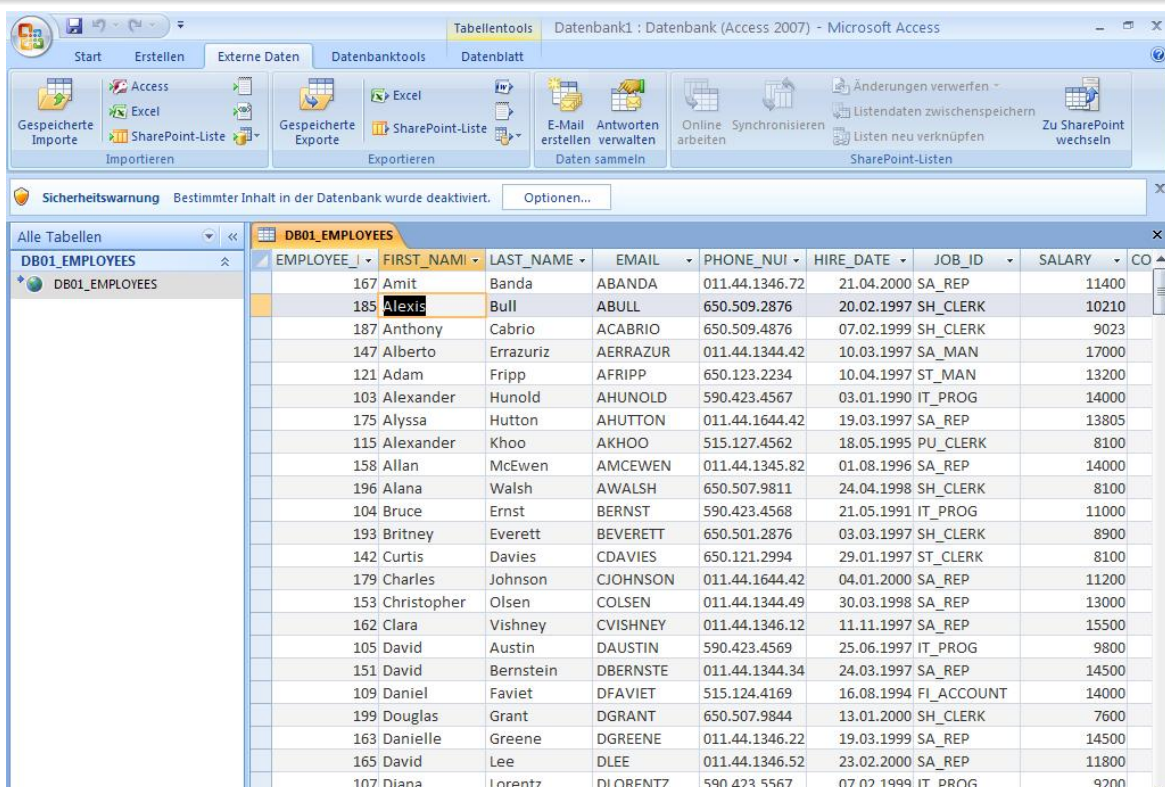 Tabellentools Datenbank1 : Datenbank (Access 2007) - Microsoft Access
Start Erstellen Externe Daten Datenbanktools Datenblatt
Gespeicherte Importe
Access
Excel
SharePoint-Liste
Importieren
Gespeicherte Exporte
Excel
SharePoint-Liste
Exportieren
E-Mail erstellen
Antworten verwalten
Daten sammeln
Online arbeiten
Synchronisieren
Änderungen verwerfen
Listendaten zwischenspeichern
Listen neu verknüpfen
Zu SharePoint wechseln
SharePoint-Listen
Sicherheitswarnung Bestimmter Inhalt in der Datenbank wurde deaktiviert. Optionen...
Alle Tabellen
DB01_EMPLOYEES
DB01_EMPLOYEES
DB01_EMPLOYEES
EMPLOYEE_I FIRST_NAMI LAST_NAME EMAIL PHONE_NUI HIRE_DATE JOB_ID SALARY CO
167 Amit Banda ABANDA 011.44.1346.72 21.04.2000 SA_REP 11400
185 Alexis Bull ABULL 650.509.2876 20.02.1997 SH_CLERK 10210
187 Anthony Cabrio ACABRIO 650.509.4876 07.02.1999 SH_CLERK 9023
147 Alberto Errazuriz AERRAZUR 011.44.1344.42 10.03.1997 SA_MAN 17000
121 Adam Fripp AFRIPP 650.123.2234 10.04.1997 ST_MAN 13200
103 Alexander Hunold AHUNOLD 590.423.4567 03.01.1990 IT_PROG 14000
175 Alyssa Hutton AHUTTON 011.44.1644.42 19.03.1997 SA_REP 13805
115 Alexander Khoo AKHOO 515.127.4562 18.05.1995 PU_CLERK 8100
158 Allan McEwen AMCEWEN 011.44.1345.82 01.08.1996 SA_REP 14000
196 Alana Walsh AWALSH 650.507.9811 24.04.1998 SH_CLERK 8100
104 Bruce Ernst BERNST 590.423.4568 21.05.1991 IT_PROG 11000
193 Britney Everett BEVERETT 650.501.2876 03.03.1997 SH_CLERK 8900
142 Curtis Davies CDAVIES 650.121.2994 29.01.1997 ST_CLERK 8100
179 Charles Johnson CJOHNSON 011.44.1644.42 04.01.2000 SA_REP 11200
153 Christopher Olsen COLSEN 011.44.1344.49 30.03.1998 SA_REP 13000
162 Clara Vishney CVISHNEY 011.44.1346.12 11.11.1997 SA_REP 15500
105 David Austin DAUSTIN 590.423.4569 25.06.1997 IT_PROG 9800
151 David Bernstein DBERNSTE 011.44.1344.34 24.03.1997 SA_REP 14500
109 Daniel Faviet DFAVIET 515.124.4169 16.08.1994 FI_ACCOUNT 14000
199 Douglas Grant DGRANT 650.507.9844 13.01.2000 SH_CLERK 7600
163 Danielle Greene DGREENE 011.44.1346.22 19.03.1999 SA_REP 14500
165 David Lee DLEE 011.44.1346.52 23.02.2000 SA_REP 11800
107 Diana Lorentz DLORENTZ 590.423.5567 07.02.1999 IT_PROG 9200